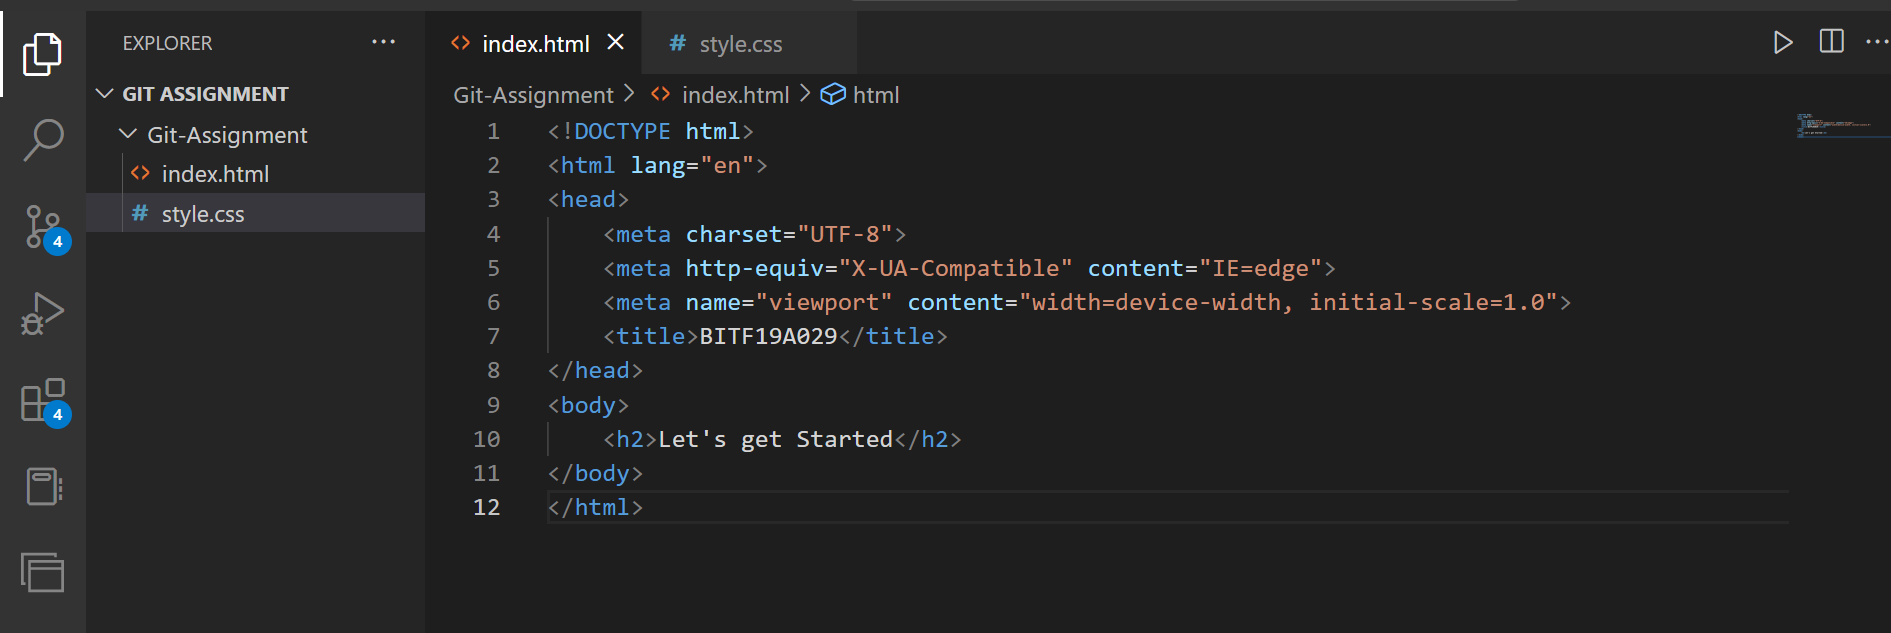 EXPLORER ...
GIT ASSIGNMENT
Git-Assignment
<> index.html
# style.css
4
4
<> index.html × # style.css
...
Git-Assignment > <> index.html > html
1 <!DOCTYPE html>
2 <html lang="en">
3 <head>
4     <meta charset="UTF-8">
5     <meta http-equiv="X-UA-Compatible" content="IE=edge">
6     <meta name="viewport" content="width=device-width, initial-scale=1.0">
7     <title>BITF19A029</title>
8 </head>
9 <body>
10     <h2>Let's get Started</h2>
11 </body>
12 </html>